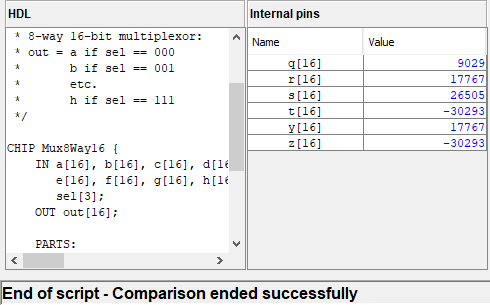 HDL
* 8-way 16-bit multiplexor:
* out = a if sel == 000
*       b if sel == 001
*       etc.
*       h if sel == 111
*/
CHIP Mux8Way16 {
IN a[16], b[16], c[16], d[16
e[16], f[16], g[16], h[16
sel[3];
OUT out[16];
PARTS:
Internal pins
Name Value
q[16] 9029
r[16] 17767
s[16] 26505
t[16] -30293
y[16] 17767
z[16] -30293
End of script - Comparison ended successfully